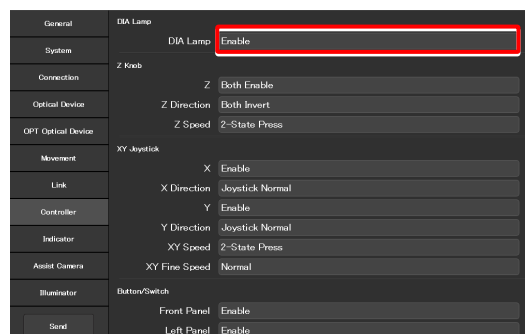 General
System
Connection
Optical Device
OPT Optical Device
Movement
Link
Controller
Indicator
Assist Camera
Illuminator
Send
DIA Lamp
DIA Lamp Enable
Z Knob
Z Both Enable
Z Direction Both Invert
Z Speed 2-State Press
XY Joystick
X Enable
X Direction Joystick Normal
Y Enable
Y Direction Joystick Normal
XY Speed 2-State Press
XY Fine Speed Normal
Button/Switch
Front Panel Enable
Left Panel Enable